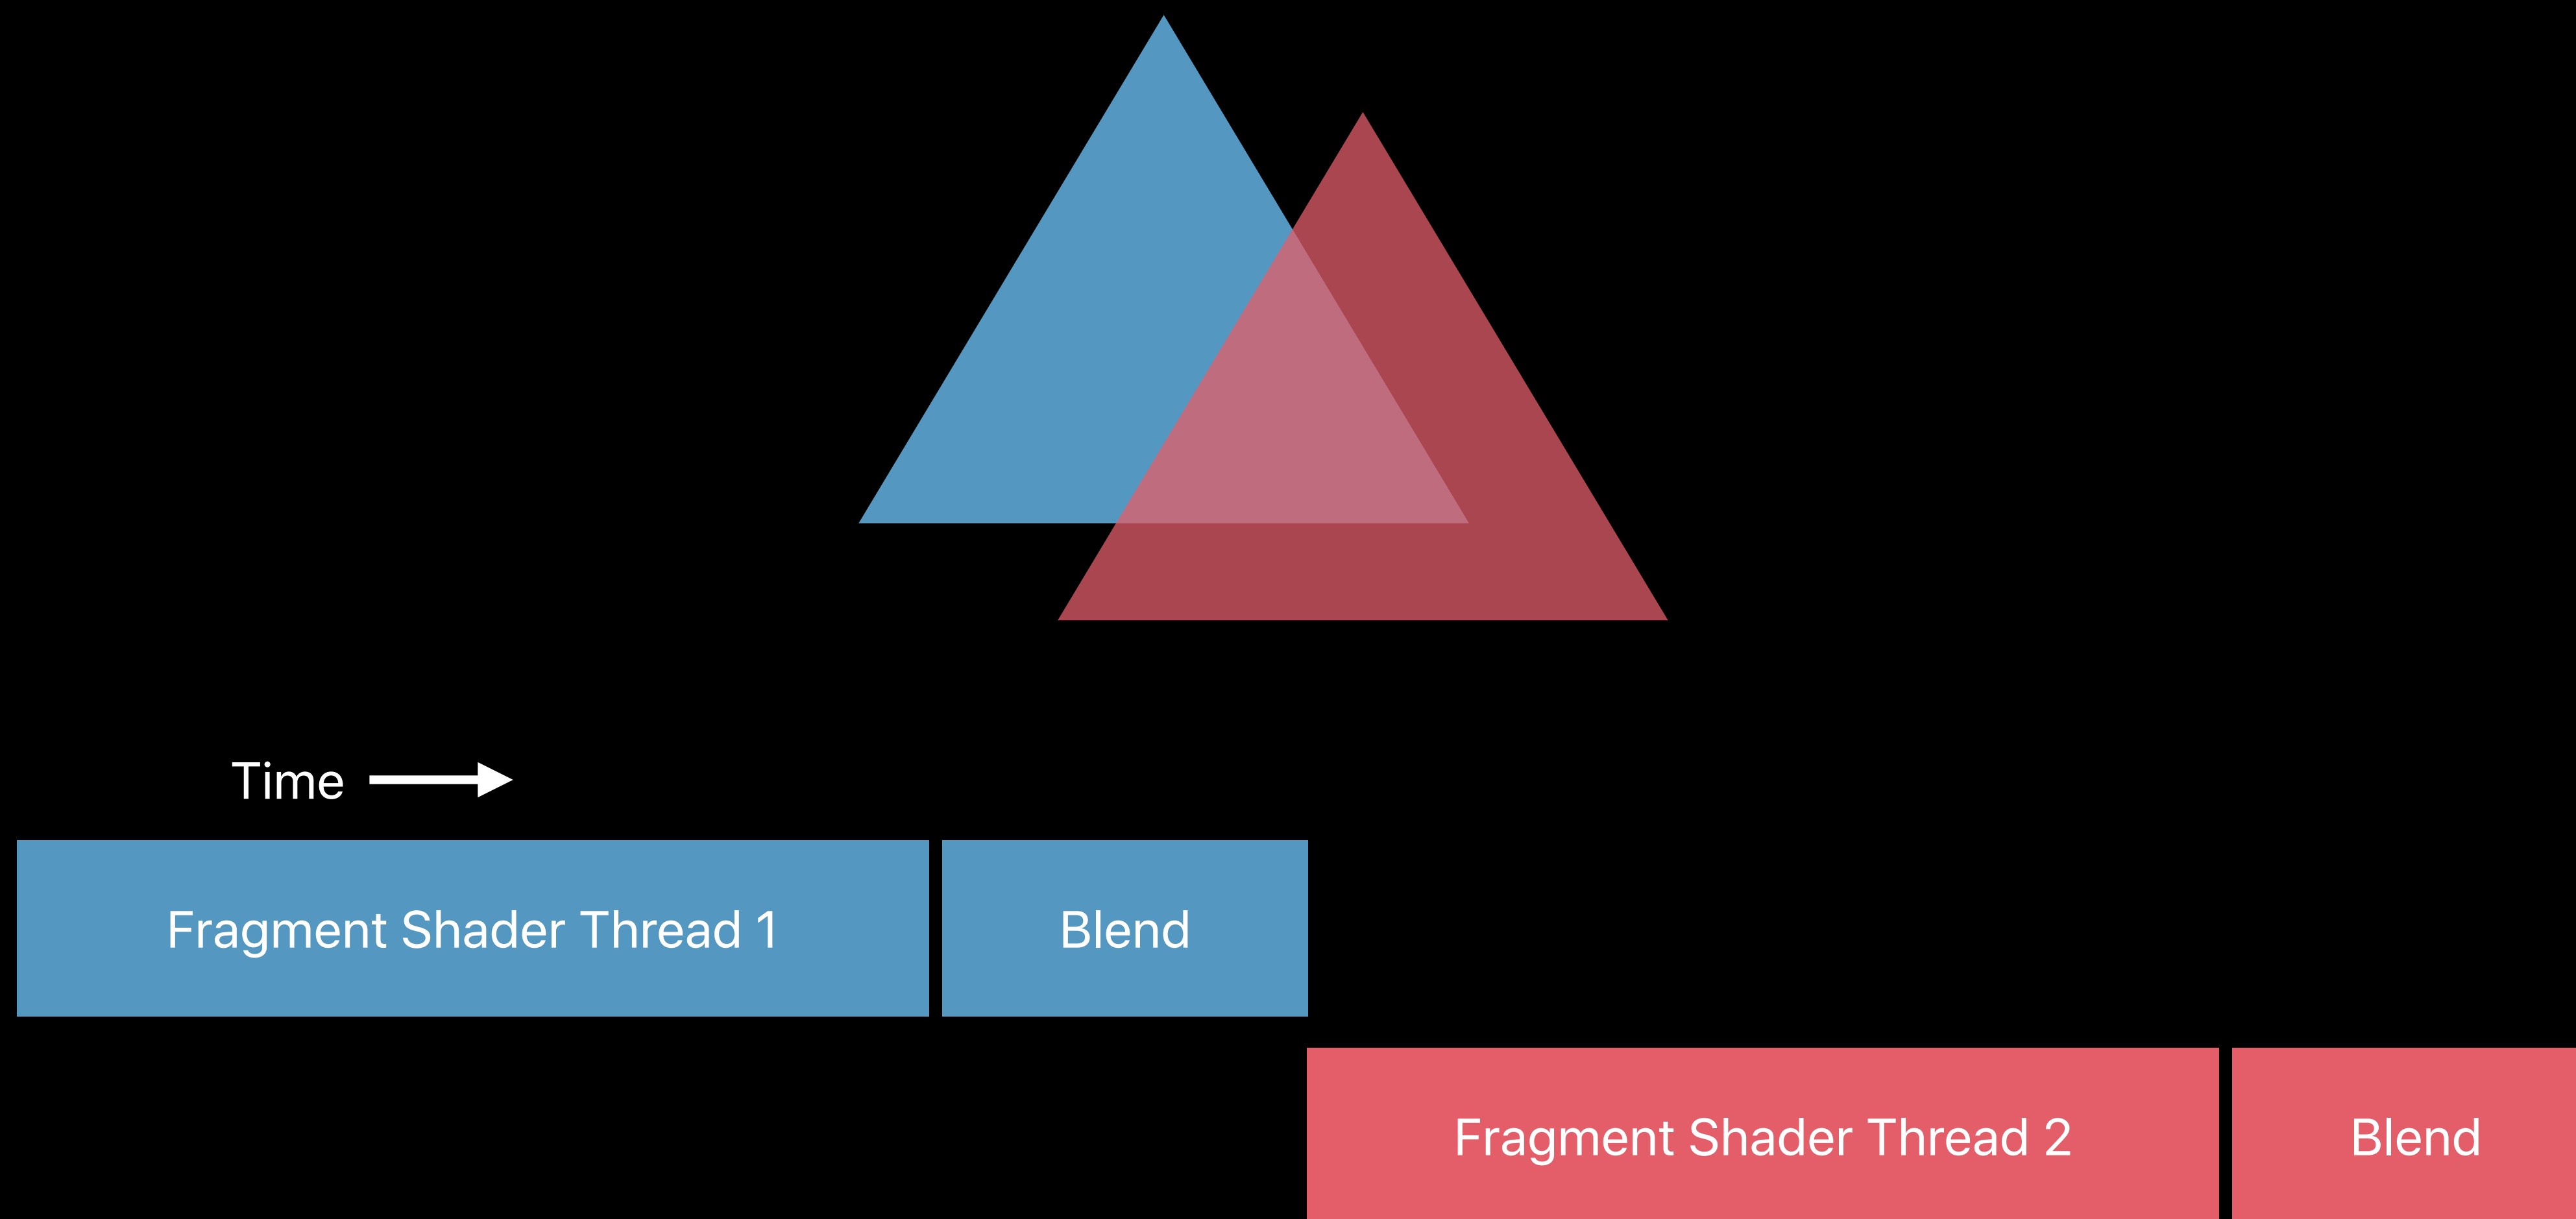 Time
Fragment Shader Thread 1
Blend
Fragment Shader Thread 2
Blend